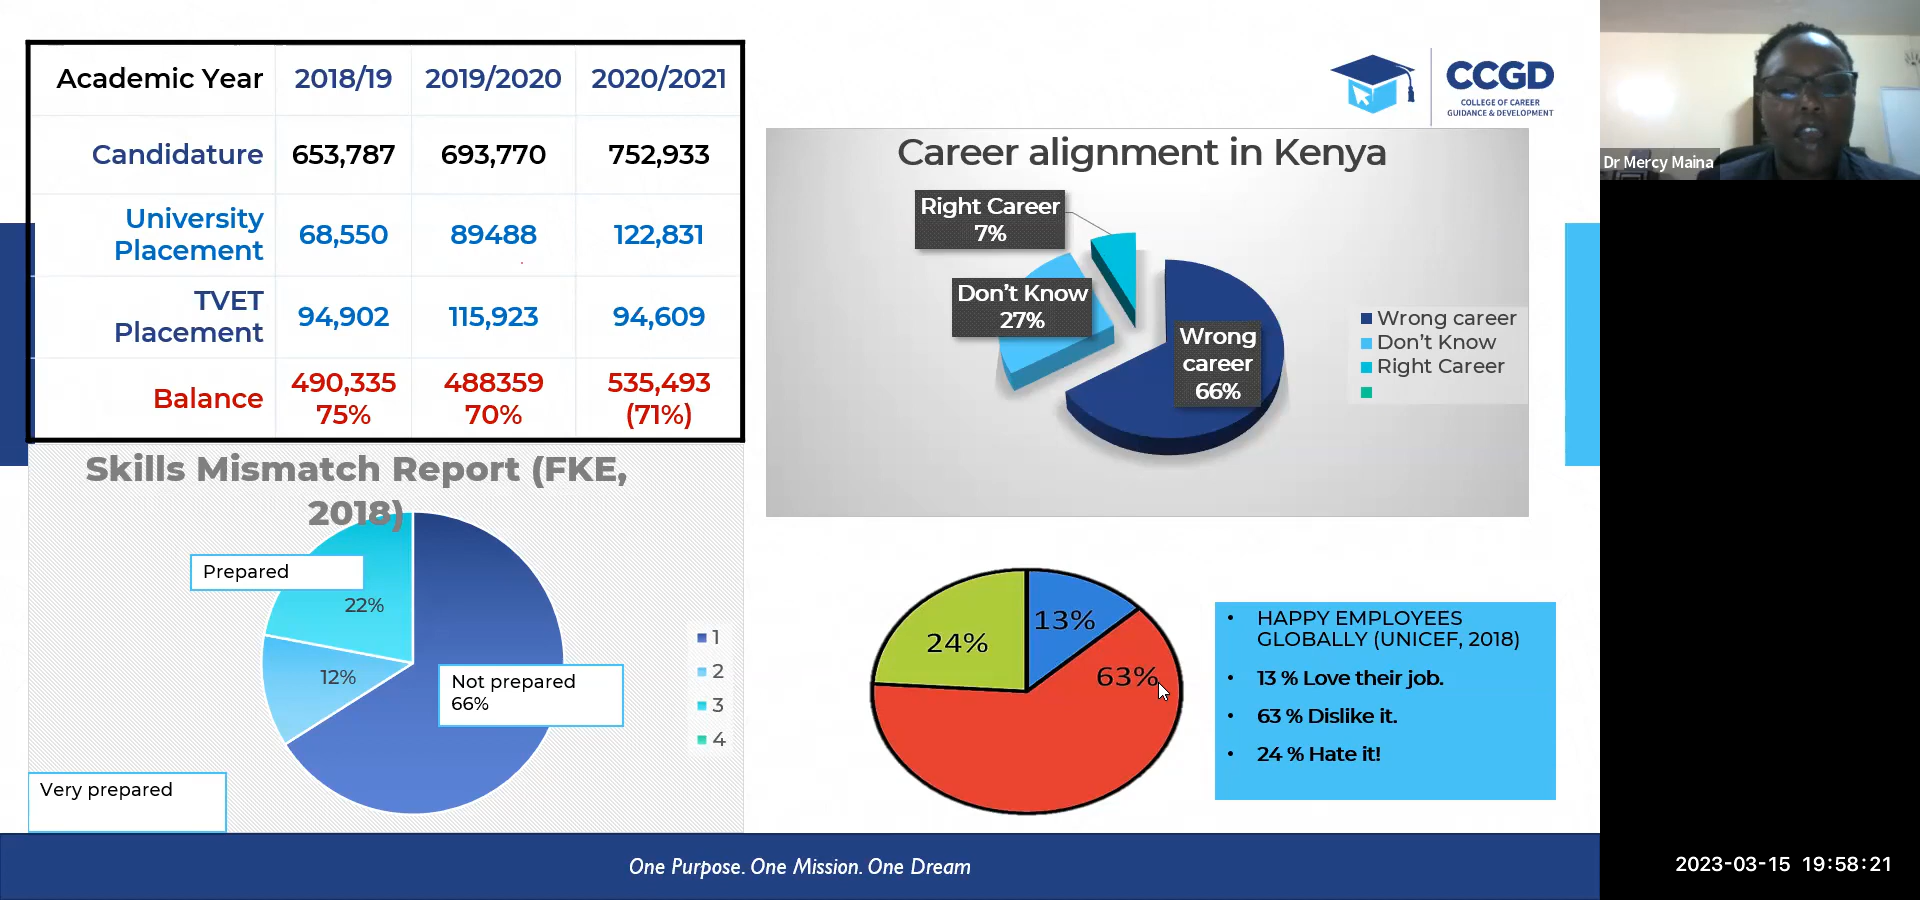 Academic Year 2018/19 2019/2020 2020/2021
Candidature 653,787 693,770 752,933
University
Placement 68,550 89488 122,831
TVET
Placement 94,902 115,923 94,609
Balance 490,335 488359 535,493
75% 70% (71%)
CCGD
COLLEGE OF CAREER
GUIDANCE & DEVELOPMENT
Career alignment in Kenya
Right Career
7%
Don't Know
27%
Wrong
career
66%
Wrong career
Don't Know
Right Career
Skills Mismatch Report (FKE,
2018)
Prepared
22%
12%
Not prepared
66%
Very prepared
1
2
3
4
13%
24%
63%
• HAPPY EMPLOYEES
GLOBALLY (UNICEF, 2018)
• 13 % Love their job.
• 63 % Dislike it.
• 24 % Hate it!
One Purpose. One Mission. One Dream
Dr Mercy Maina
2023-03-15 19:58:21